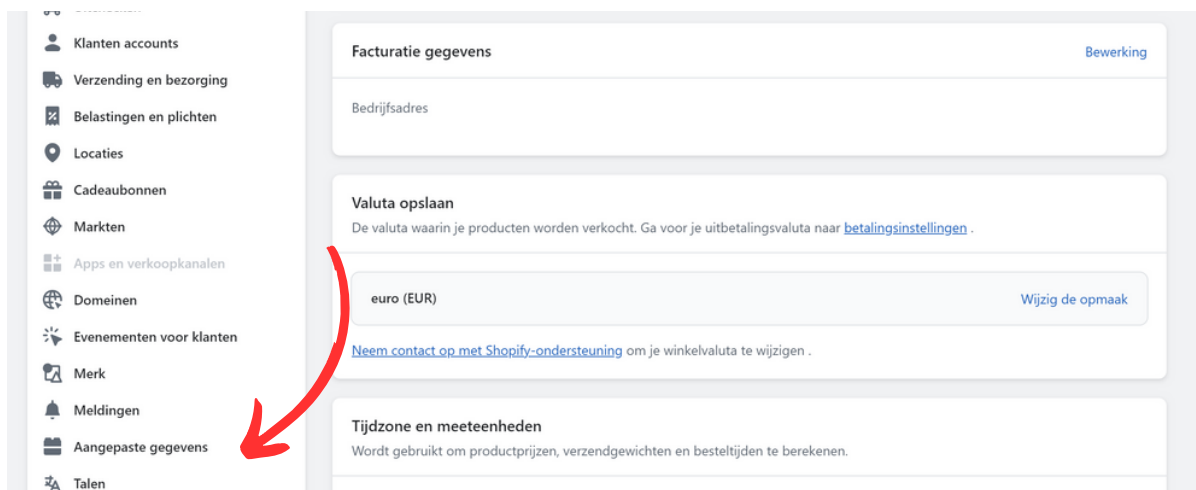 Klanten accounts
Verzending en bezorging
Belastingen en plichten
Locaties
Cadeaubonnen
Markten
Apps en verkoopkanalen
Domeinen
Evenementen voor klanten
Merk
Meldingen
Aangepaste gegevens
Talen
Facturatie gegevens
Bewerking
Bedrijfsadres
Valuta opslaan
De valuta waarin je producten worden verkocht. Ga voor je uitbetalingsvaluta naar betalingsinstellingen .
euro (EUR)
Wijzig de opmaak
Neem contact op met Shopify-ondersteuning om je winkelvaluta te wijzigen .
Tijdzone en meeteenheden
Wordt gebruikt om productprijzen, verzendgewichten en besteltijden te berekenen.